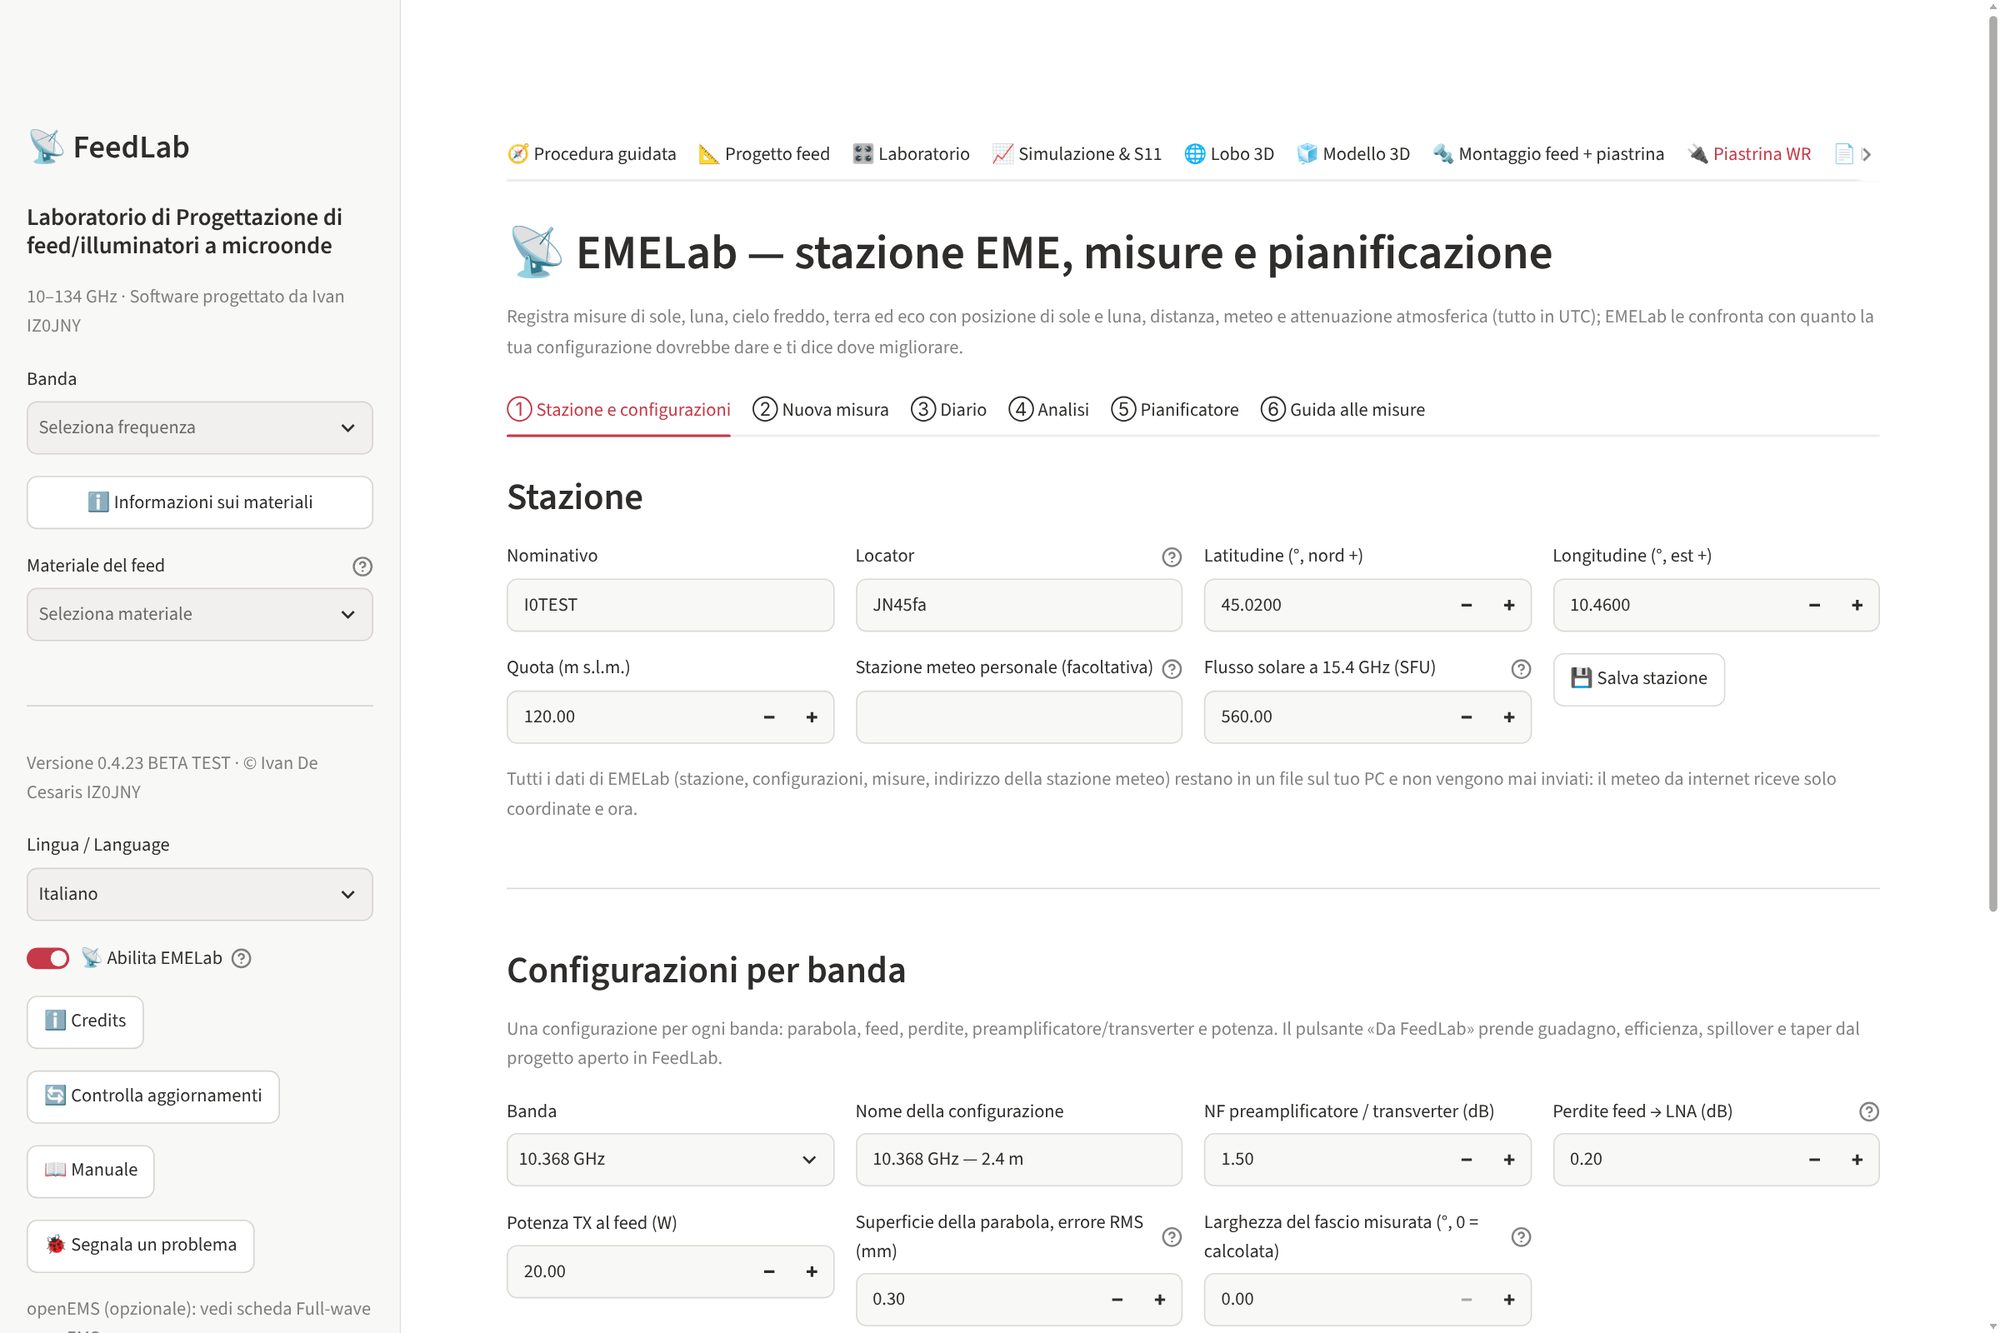 FeedLab
Laboratorio di Progettazione di
feed/illuminatori a microonde
10–134 GHz · Software progettato da Ivan
IZ0JNY
Banda
Seleziona frequenza
Informazioni sui materiali
Materiale del feed
Seleziona materiale
Versione 0.4.23 BETA TEST · © Ivan De
Cesaris IZ0JNY
Lingua / Language
Italiano
Abilita EMELab
Credits
Controlla aggiornamenti
Manuale
Segnala un problema
openEMS (opzionale): vedi scheda Full-wave
Procedura guidata Progetto feed Laboratorio Simulazione & S11 Lobo 3D Modello 3D Montaggio feed + piastrina Piastrina WR
EMELab — stazione EME, misure e pianificazione
Registra misure di sole, luna, cielo freddo, terra ed eco con posizione di sole e luna, distanza, meteo e attenuazione atmosferica (tutto in UTC); EMELab le confronta con quanto la
tua configurazione dovrebbe dare e ti dice dove migliorare.
① Stazione e configurazioni ② Nuova misura ③ Diario ④ Analisi ⑤ Pianificatore ⑥ Guida alle misure
Stazione
Nominativo Locator Latitudine (°, nord +) Longitudine (°, est +)
I0TEST JN45fa 45.0200 − + 10.4600 − +
Quota (m s.l.m.) Stazione meteo personale (facoltativa) Flusso solare a 15.4 GHz (SFU)
120.00 − + 560.00 − + Salva stazione
Tutti i dati di EMELab (stazione, configurazioni, misure, indirizzo della stazione meteo) restano in un file sul tuo PC e non vengono mai inviati: il meteo da internet riceve solo
coordinate e ora.
Configurazioni per banda
Una configurazione per ogni banda: parabola, feed, perdite, preamplificatore/transverter e potenza. Il pulsante «Da FeedLab» prende guadagno, efficienza, spillover e taper dal
progetto aperto in FeedLab.
Banda Nome della configurazione NF preamplificatore / transverter (dB) Perdite feed → LNA (dB)
10.368 GHz 10.368 GHz — 2.4 m 1.50 − + 0.20 − +
Potenza TX al feed (W) Superficie della parabola, errore RMS Larghezza del fascio misurata (°, 0 =
(mm) calcolata)
20.00 − + 0.30 − + 0.00 − +